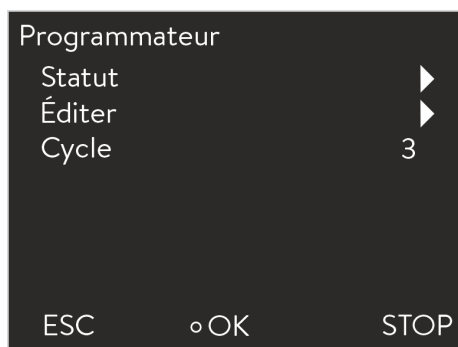 Programmateur
Statut
Éditer
Cycle 3
ESC OK STOP